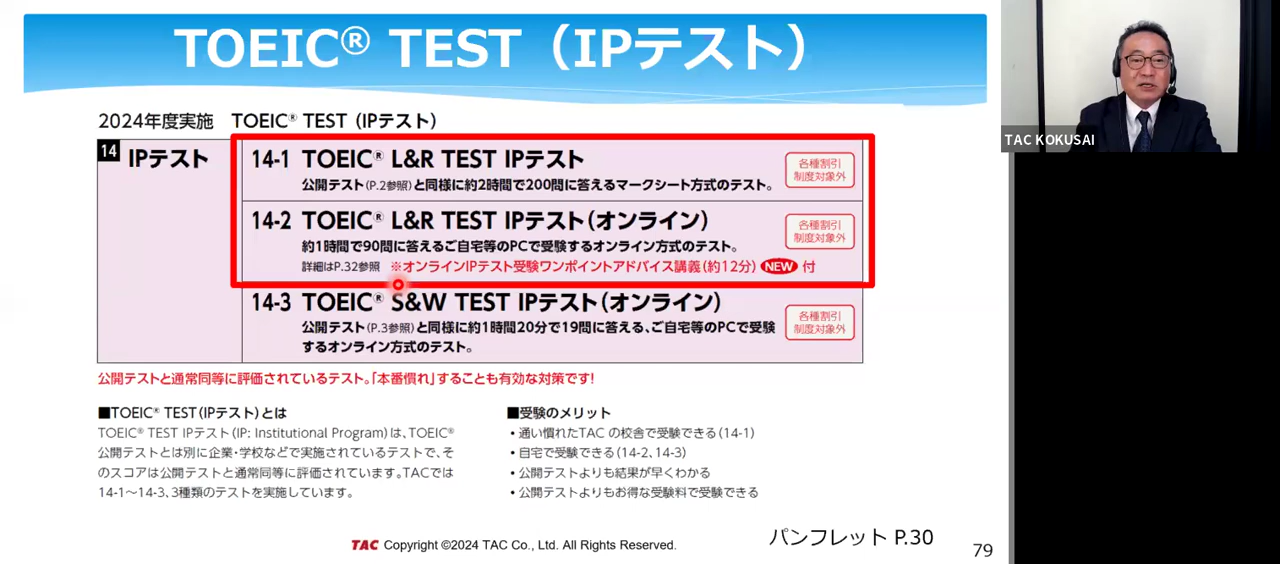 TOEIC® TEST（IPテスト）
TAC KOKUSAI
2024年度実施　TOEIC® TEST（IPテスト）
14 IPテスト
14-1 TOEIC® L&R TEST IPテスト
公開テスト(P.2参照)と同様に約2時間で200問に答えるマークシート方式のテスト。
各種割引
制度対象外
14-2 TOEIC® L&R TEST IPテスト(オンライン)
約1時間で90問に答えるご自宅等のPCで受験するオンライン方式のテスト。
詳細はP.32参照　※オンラインIPテスト受験ワンポイントアドバイス講義(約12分) NEW 付
各種割引
制度対象外
14-3 TOEIC® S&W TEST IPテスト(オンライン)
公開テスト(P.3参照)と同様に約1時間20分で19問に答える、ご自宅等のPCで受験
するオンライン方式のテスト。
各種割引
制度対象外
公開テストと通常同等に評価されているテスト。「本番慣れ」することも有効な対策です!
■TOEIC® TEST(IPテスト)とは
TOEIC® TEST IPテスト(IP: Institutional Program)は、TOEIC®
公開テストとは別に企業・学校などで実施されているテストで、そ
のスコアは公開テストと通常同等に評価されています。TACでは
14-1～14-3、3種類のテストを実施しています。
■受験のメリット
・通い慣れたTAC の校舎で受験できる(14-1)
・自宅で受験できる(14-2、14-3)
・公開テストよりも結果が早くわかる
・公開テストよりもお得な受験料で受験できる
パンフレット P.30
TAC Copyright ©2024 TAC Co., Ltd. All Rights Reserved.
79